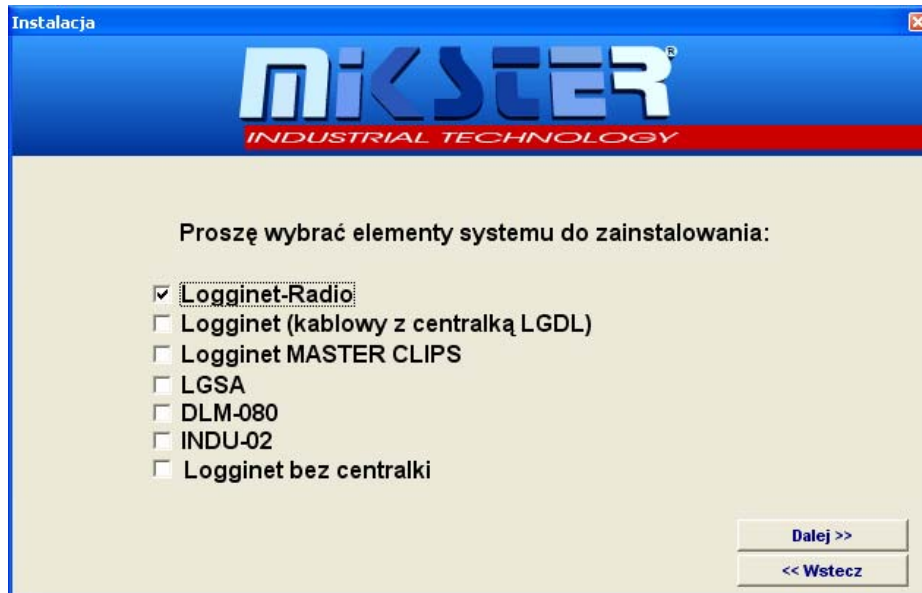 Instalacja
MIKSTER®
INDUSTRIAL TECHNOLOGY
Proszę wybrać elementy systemu do zainstalowania:
Logginet-Radio
Logginet (kablowy z centralką LGDL)
Logginet MASTER CLIPS
LGSA
DLM-080
INDU-02
Logginet bez centralki
Dalej >>
<< Wstecz